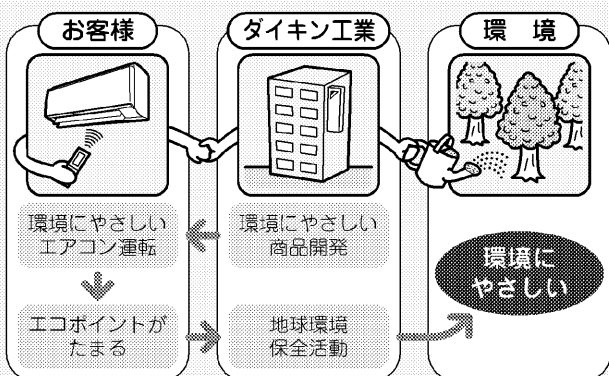 お客様
ダイキン工業
環 境
環境にやさしい
エアコン運転
環境にやさしい
商品開発
環境に
やさしい
エコポイントが
たまる
地球環境
保全活動